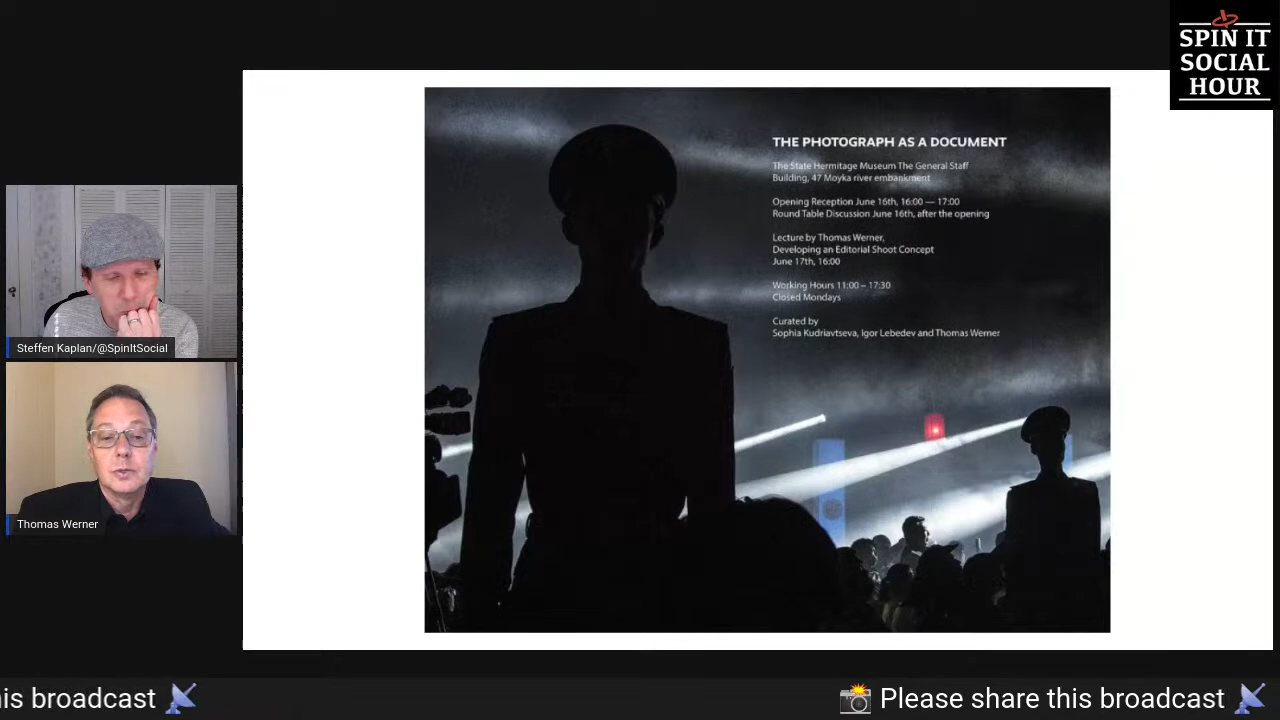 SPIN IT
SOCIAL
HOUR
THE PHOTOGRAPH AS A DOCUMENT
The State Hermitage Museum The General Staff
Building, 47 Moyka river embankment
Opening Reception June 16th, 16:00 — 17:00
Round Table Discussion June 16th, after the opening
Lecture by Thomas Werner,
Developing an Editorial Shoot Concept
June 17th, 16:00
Working Hours 11:00 – 17:30
Closed Mondays
Curated by
Sophia Kudriavtseva, Igor Lebedev and Thomas Werner
Steffen Kaplan/@SpinItSocial
Thomas Werner
his broadcast
Please share this broadcast